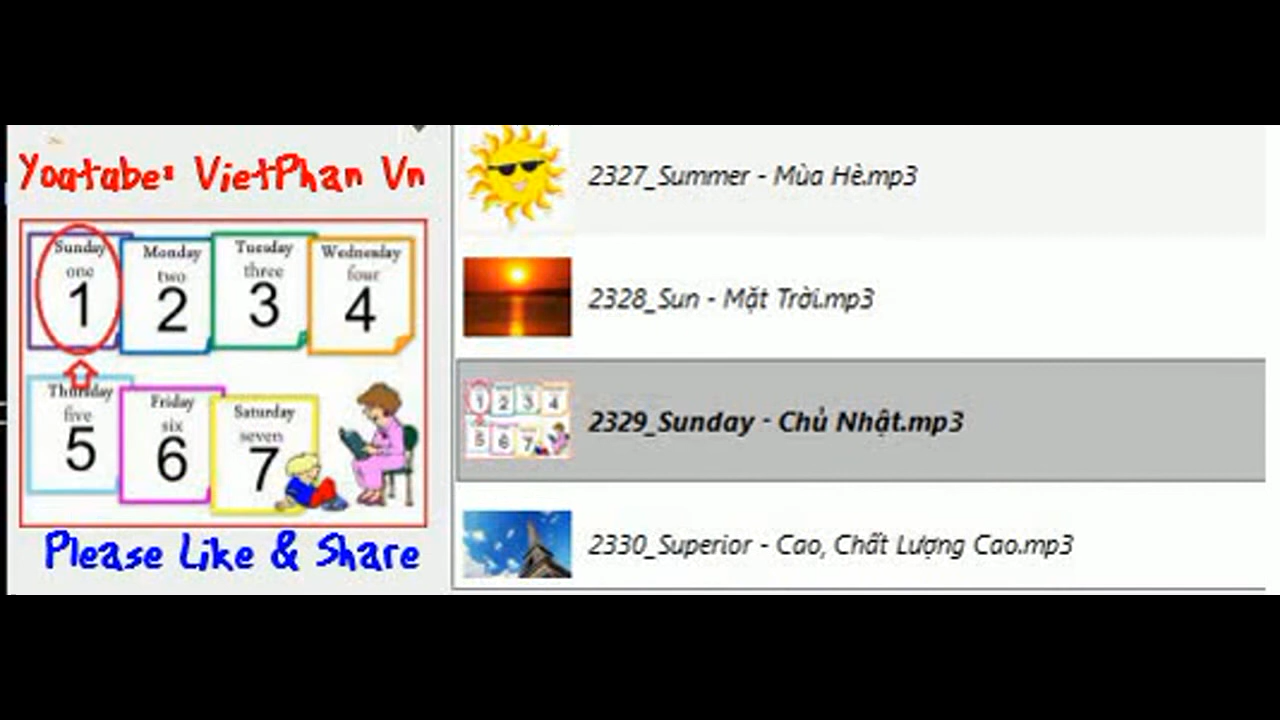 Youtube: VietPhan Vn
Sunday Monday Tuesday Wednesday
one two three four
1 2 3 4
Thursday Friday Saturday
five six seven
5 6 7
Please Like & Share
2327_Summer - Mùa Hè.mp3
2328_Sun - Mặt Trời.mp3
2329_Sunday - Chủ Nhật.mp3
2330_Superior - Cao, Chất Lượng Cao.mp3